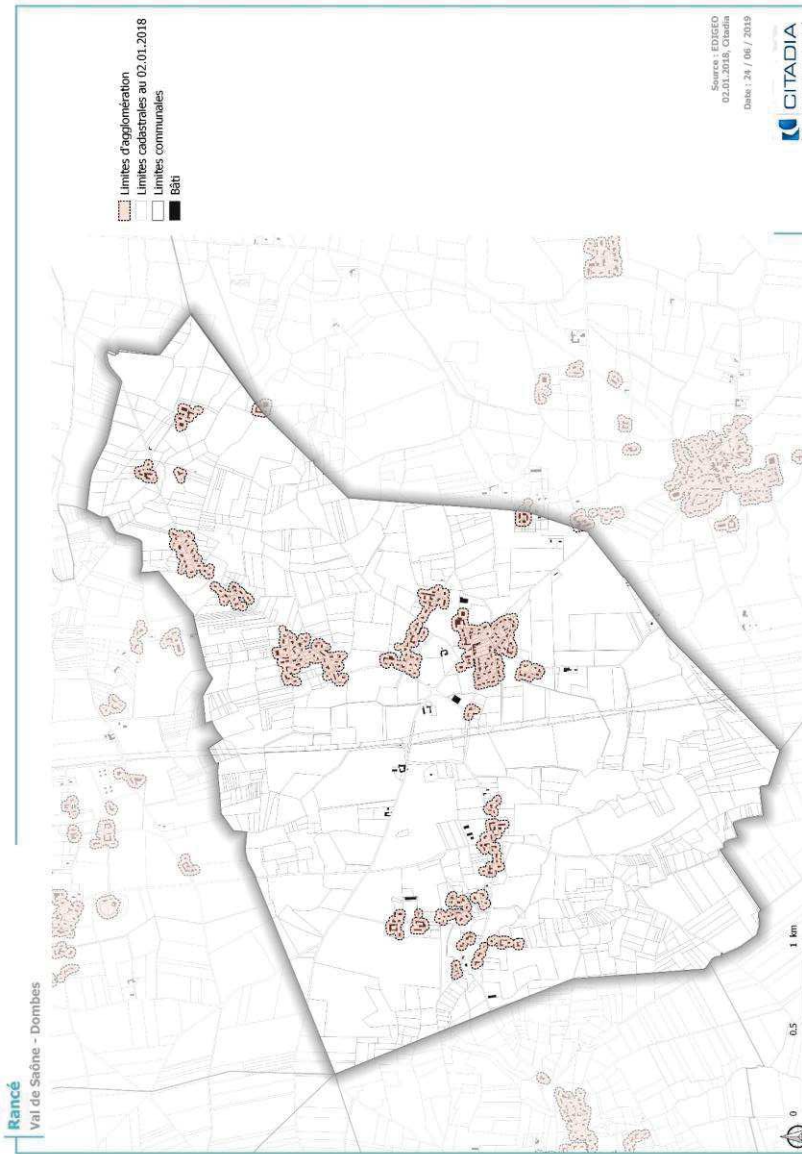 Rancé
Val de Saône - Dombes
Limites d'agglomération
Limites cadastrales au 02.01.2018
Limites communales
Bâti
Source : EDIGEO
02.01.2018, Citadia
Date : 24 / 06 / 2019
CITADIA
0 0.5 1 km